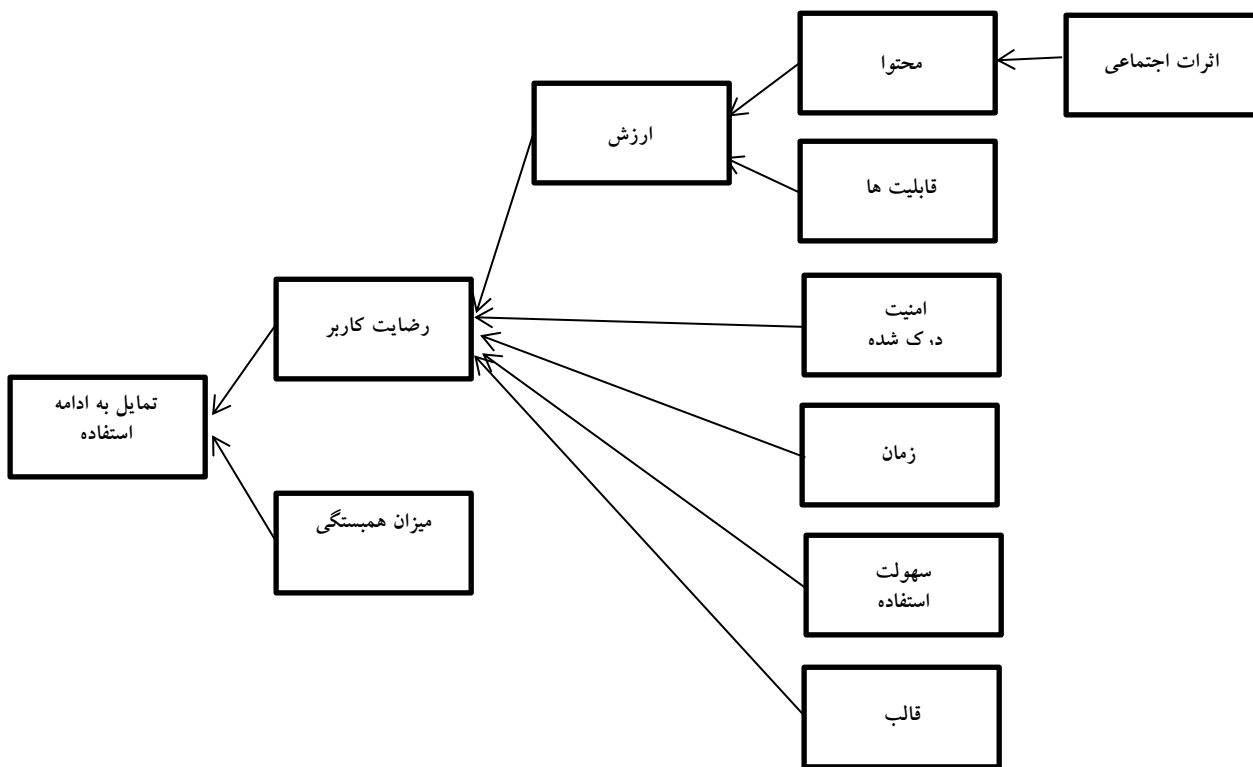 اثرات اجتماعی
محتوا
ارزش
قابلیت ها
امنیت
درک شده
رضایت کاربر
تمایل به ادامه
استفاده
زمان
میزان همبستگی
سهولت
استفاده
قالب